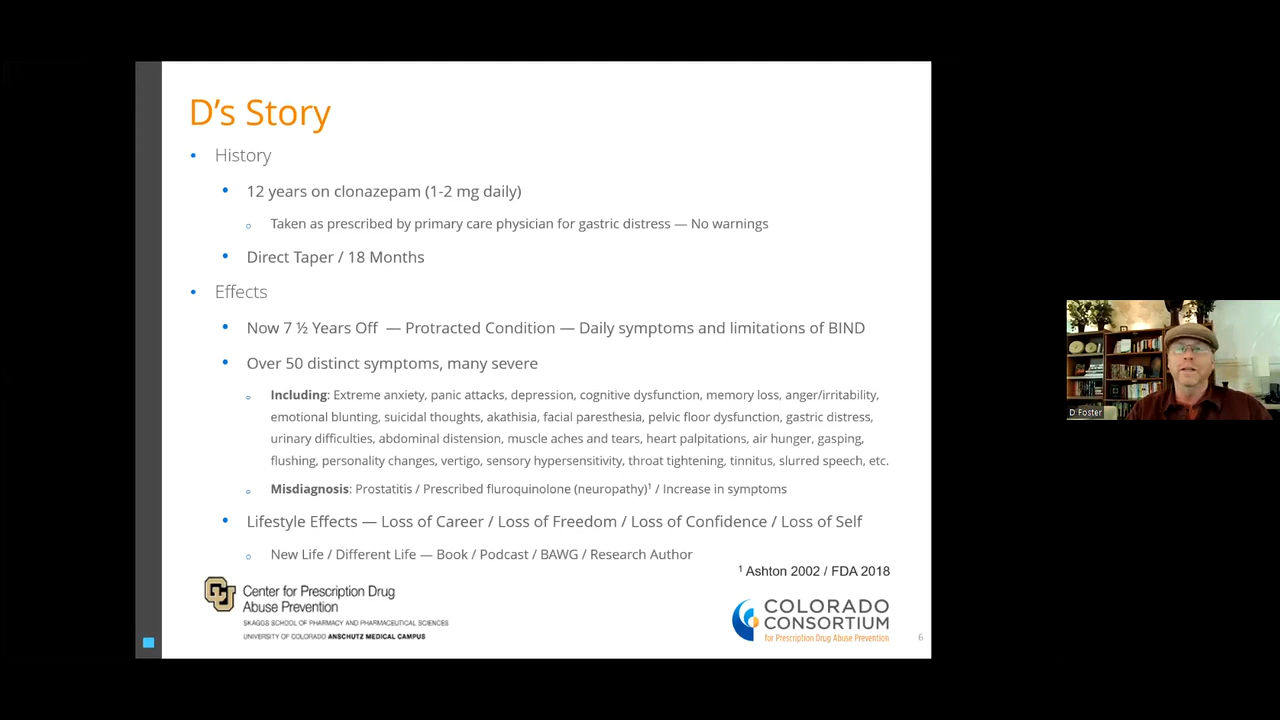 D's Story
• History
• 12 years on clonazepam (1-2 mg daily)
o Taken as prescribed by primary care physician for gastric distress — No warnings
• Direct Taper / 18 Months
• Effects
• Now 7 ½ Years Off — Protracted Condition — Daily symptoms and limitations of BIND
• Over 50 distinct symptoms, many severe
o Including: Extreme anxiety, panic attacks, depression, cognitive dysfunction, memory loss, anger/irritability,
emotional blunting, suicidal thoughts, akathisia, facial paresthesia, pelvic floor dysfunction, gastric distress,
urinary difficulties, abdominal distension, muscle aches and tears, heart palpitations, air hunger, gasping,
flushing, personality changes, vertigo, sensory hypersensitivity, throat tightening, tinnitus, slurred speech, etc.
o Misdiagnosis: Prostatitis / Prescribed fluroquinolone (neuropathy)¹ / Increase in symptoms
• Lifestyle Effects — Loss of Career / Loss of Freedom / Loss of Confidence / Loss of Self
o New Life / Different Life — Book / Podcast / BAWG / Research Author
¹ Ashton 2002 / FDA 2018
CU
Center for Prescription Drug
Abuse Prevention
SKAGGS SCHOOL OF PHARMACY AND PHARMACEUTICAL SCIENCES
UNIVERSITY OF COLORADO ANSCHUTZ MEDICAL CAMPUS
COLORADO
CONSORTIUM
for Prescription Drug Abuse Prevention
6
D Foster